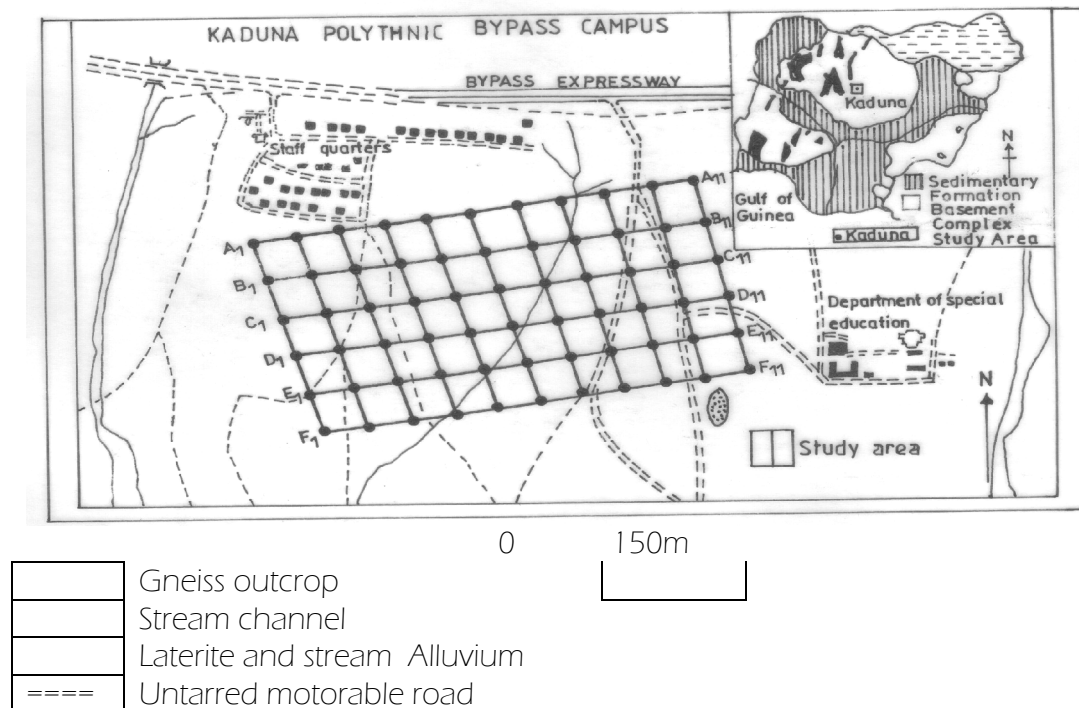 KADUNA POLYTHNIC BYPASS CAMPUS
BYPASS EXPRESSWAY
Staff quarters
Kaduna
N
Gulf of Guinea
Sedimentary
Formation
Basement
Complex
Study Area
Kaduna
A1
B1
C1
D1
E1
F1
A11
B11
C11
D11
E11
F11
Department of special
education
N
Study area
0 150m
Gneiss outcrop
Stream channel
Laterite and stream Alluvium
==== Untarred motorable road